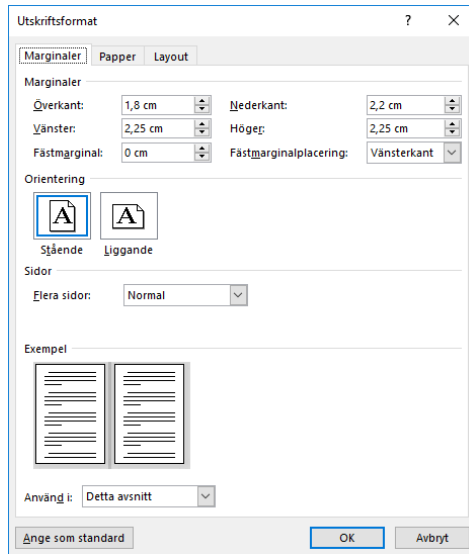 Utskriftsformat ?
Marginaler Papper Layout
Marginaler
Överkant: 1,8 cm Nederkant: 2,2 cm
Vänster: 2,25 cm Höger: 2,25 cm
Fästmarginal: 0 cm Fästmarginalplacering: Vänsterkant
Orientering
A A
Stående Liggande
Sidor
Flera sidor: Normal
Exempel
Använd i: Detta avsnitt
Ange som standard OK Avbryt